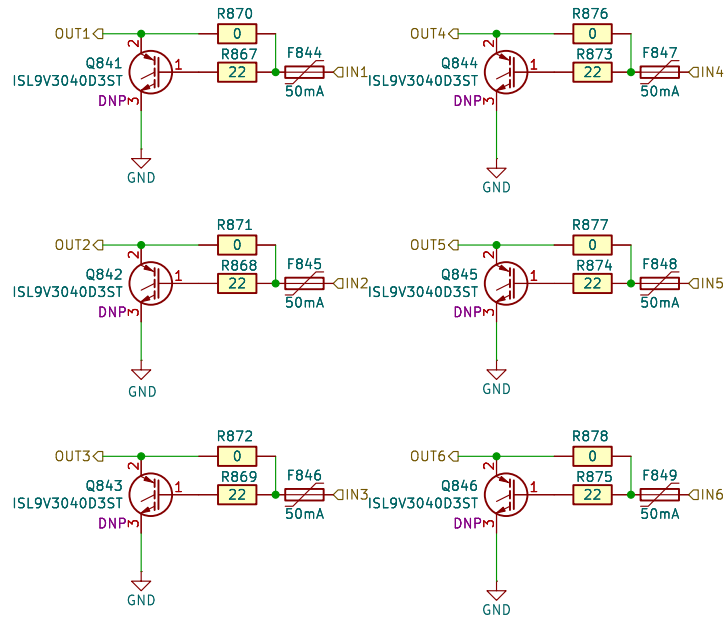 R870
OUT1
0
2
Q841
R867
F844
ISL9V3040D3ST
1
22
IN1
DNP
3
50mA
GND
R876
OUT4
0
2
Q844
R873
F847
ISL9V3040D3ST
1
22
IN4
DNP
3
50mA
GND
R871
OUT2
0
2
Q842
R868
F845
ISL9V3040D3ST
1
22
IN2
DNP
3
50mA
GND
R877
OUT5
0
2
Q845
R874
F848
ISL9V3040D3ST
1
22
IN5
DNP
3
50mA
GND
R872
OUT3
0
2
Q843
R869
F846
ISL9V3040D3ST
1
22
IN3
DNP
3
50mA
GND
R878
OUT6
0
2
Q846
R875
F849
ISL9V3040D3ST
1
22
IN6
DNP
3
50mA
GND